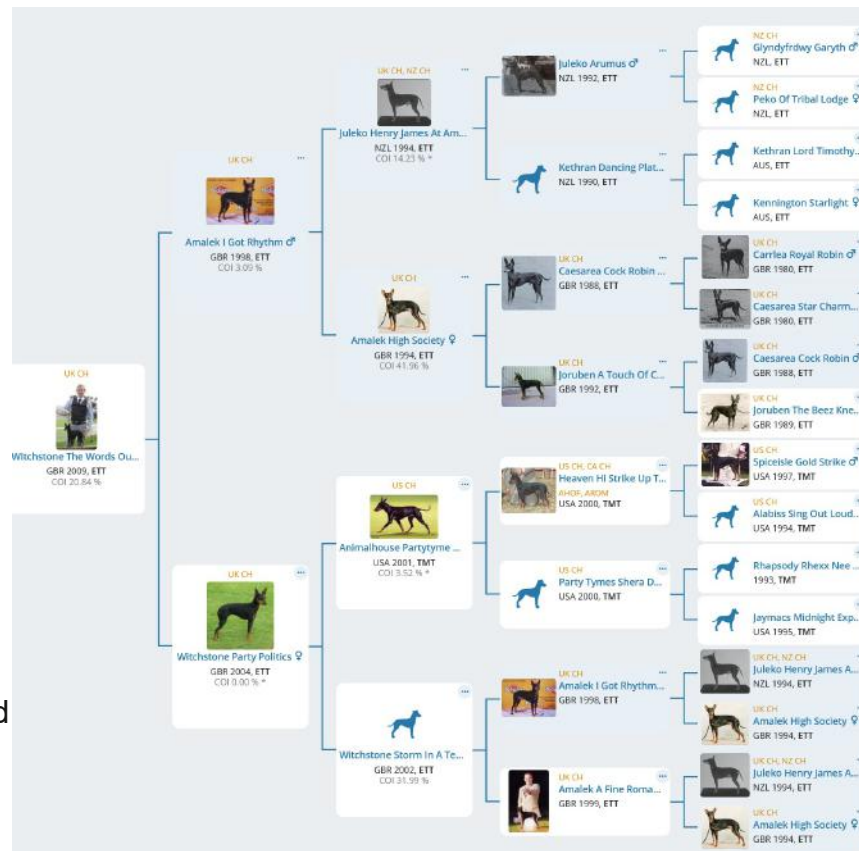 UK CH
Witchstone The Words Ou...
GBR 2009, ETT
COI 20.84 %
UK CH
Amalek I Got Rhythm ♂
GBR 1998, ETT
COI 3.09 %
UK CH
Witchstone Party Politics ♀
GBR 2004, ETT
COI 0.00 % *
UK CH, NZ CH
Juleko Henry James At Am...
NZL 1994, ETT
COI 14.23 % *
UK CH
Amalek High Society ♀
GBR 1994, ETT
COI 41.96 %
US CH
Animalhouse Partytyme ...
USA 2001, TMT
COI 3.52 % *
Witchstone Storm In A Te...
GBR 2002, ETT
COI 31.99 %
Juleko Arumus ♂
NZL 1992, ETT
Kethran Dancing Plat...
NZL 1990, ETT
UK CH
Caesarea Cock Robin ...
GBR 1988, ETT
UK CH
Joruben A Touch Of C...
GBR 1992, ETT
US CH, CA CH
Heaven Hi Strike Up T...
AHOF, AROM
USA 2000, TMT
US CH
Party Tymes Shera D...
USA 2000, TMT
UK CH
Amalek I Got Rhythm...
GBR 1998, ETT
UK CH
Amalek A Fine Roma...
GBR 1999, ETT
NZ CH
Glyndyfrdwy Garyth ♂
NZL, ETT
NZ CH
Peko Of Tribal Lodge ♀
NZL, ETT
Kethran Lord Timothy...
AUS, ETT
Kennington Starlight ♀
AUS, ETT
UK CH
Carrlea Royal Robin ♂
GBR 1980, ETT
UK CH
Caesarea Star Charm...
GBR 1980, ETT
UK CH
Caesarea Cock Robin ♂
GBR 1988, ETT
UK CH
Joruben The Beez Kne...
GBR 1989, ETT
US CH
Spiceisle Gold Strike ♂
USA 1997, TMT
US CH
Alabiss Sing Out Loud...
USA 1994, TMT
Rhapsody Rhexx Nee ...
1993, TMT
Jaymacs Midnight Exp...
USA 1995, TMT
UK CH, NZ CH
Juleko Henry James A...
NZL 1994, ETT
UK CH
Amalek High Society ♀
GBR 1994, ETT
UK CH, NZ CH
Juleko Henry James A...
NZL 1994, ETT
UK CH
Amalek High Society ♀
GBR 1994, ETT